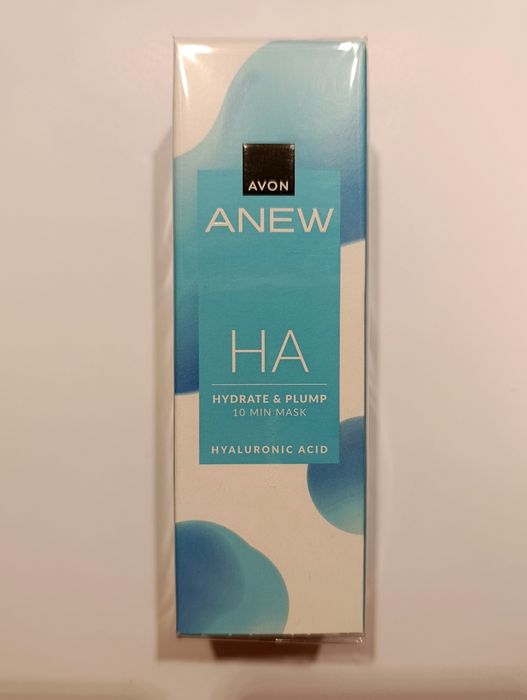 AVON
ANEW
HA
HYDRATE & PLUMP
10 MIN MASK
HYALURONIC ACID